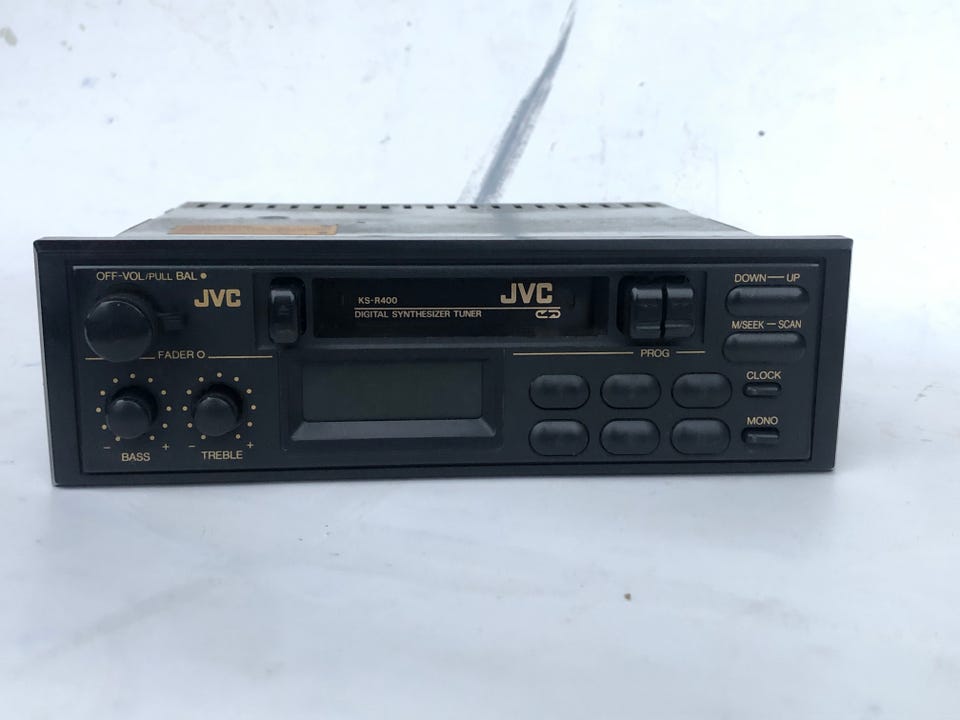 OFF-VOL/PULL BAL
JVC
FADER
BASS
TREBLE
- +
- +
KS-R400
JVC
DIGITAL SYNTHESIZER TUNER
PROG
DOWN — UP
M/SEEK — SCAN
CLOCK
MONO